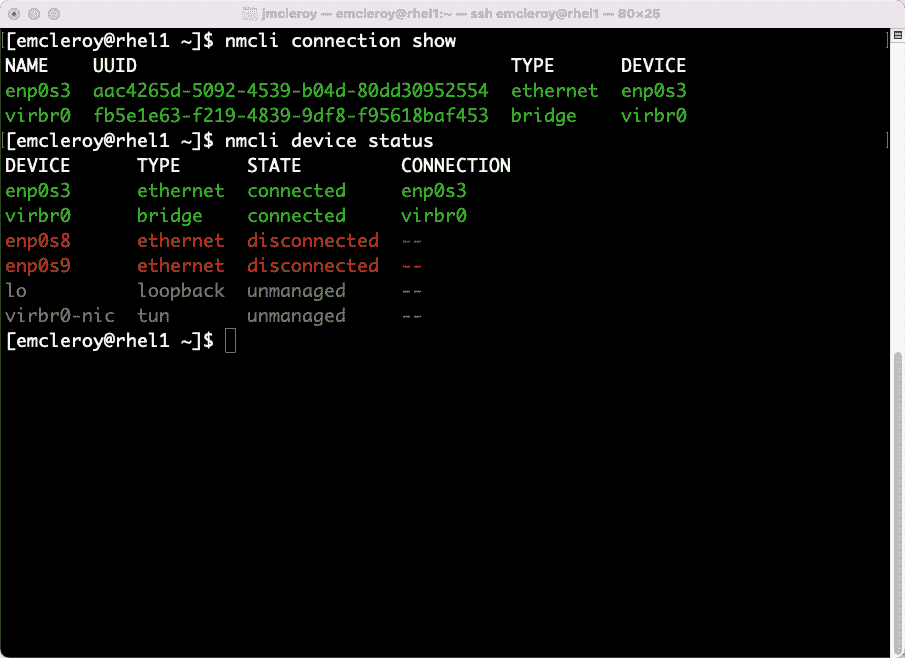 jmcleroy — emcleroy@rhel1:~ — ssh emcleroy@rhel1 — 80×25
[emcleroy@rhel1 ~]$ nmcli connection show
NAME    UUID                                  TYPE      DEVICE
enp0s3  aac4265d-5092-4539-b04d-80dd30952554  ethernet  enp0s3
virbr0  fb5e1e63-f219-4839-9df8-f95618baf453  bridge    virbr0
[emcleroy@rhel1 ~]$ nmcli device status
DEVICE      TYPE      STATE         CONNECTION
enp0s3      ethernet  connected     enp0s3
virbr0      bridge    connected     virbr0
enp0s8      ethernet  disconnected  --
enp0s9      ethernet  disconnected  --
lo          loopback  unmanaged     --
virbr0-nic  tun       unmanaged     --
[emcleroy@rhel1 ~]$